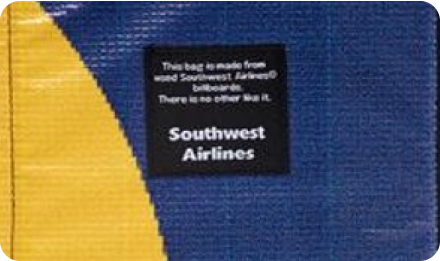 This bag is made from
used Southwest Airlines®
billboards.
There is no other like it.
Southwest
Airlines